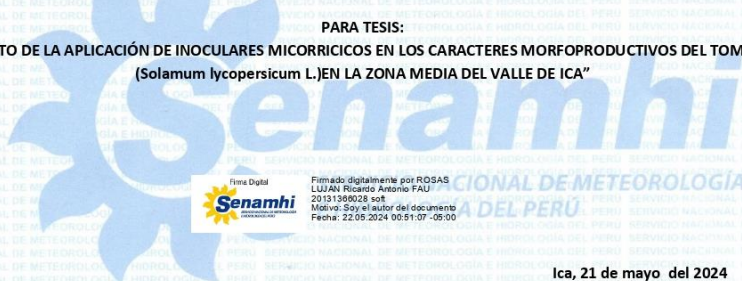 PARA TESIS:
TO DE LA APLICACIÓN DE INOCULARES MICORRICICOS EN LOS CARACTERES MORFOPRODUCTIVOS DEL TOM
(Solamum lycopersicum L.)EN LA ZONA MEDIA DEL VALLE DE ICA”
Senamhi
Firma Digital
Senamhi
Firmado digitalmente por ROSAS
LUJAN Ricardo Antonio FAU
20131366028 soft
Motivo: Soy el autor del documento
Fecha: 22.05.2024 00:51:07 -05:00
ACIONAL DE METEOROLOGÍA
A DEL PERÚ
Ica, 21 de mayo del 2024